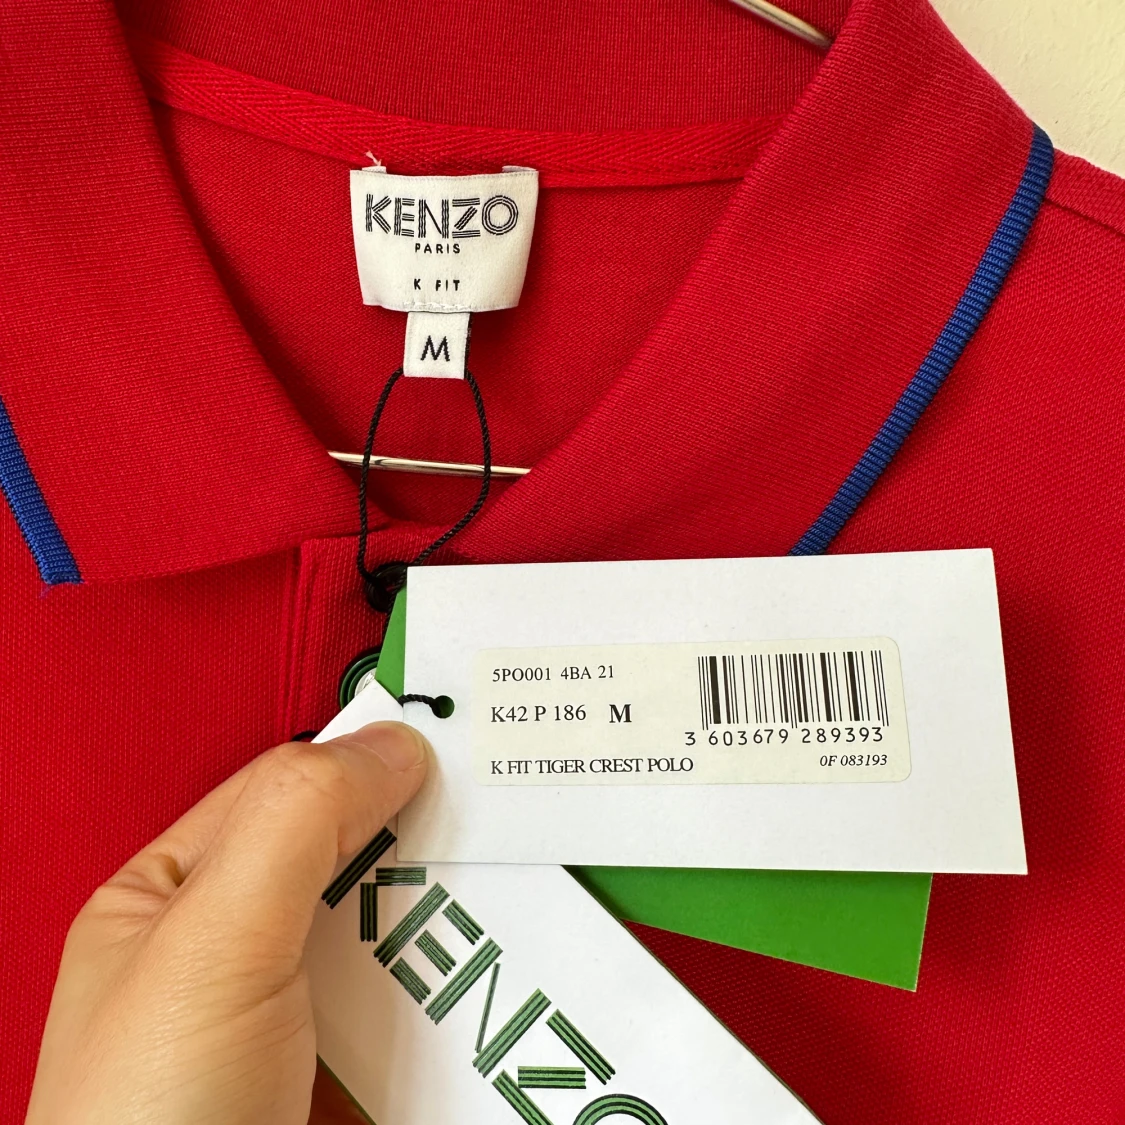 KENZO
PARIS
K FIT
M
5PO001 4BA 21
K42 P 186 M
3 603679 289393
K FIT TIGER CREST POLO
0F 083193
KENZO